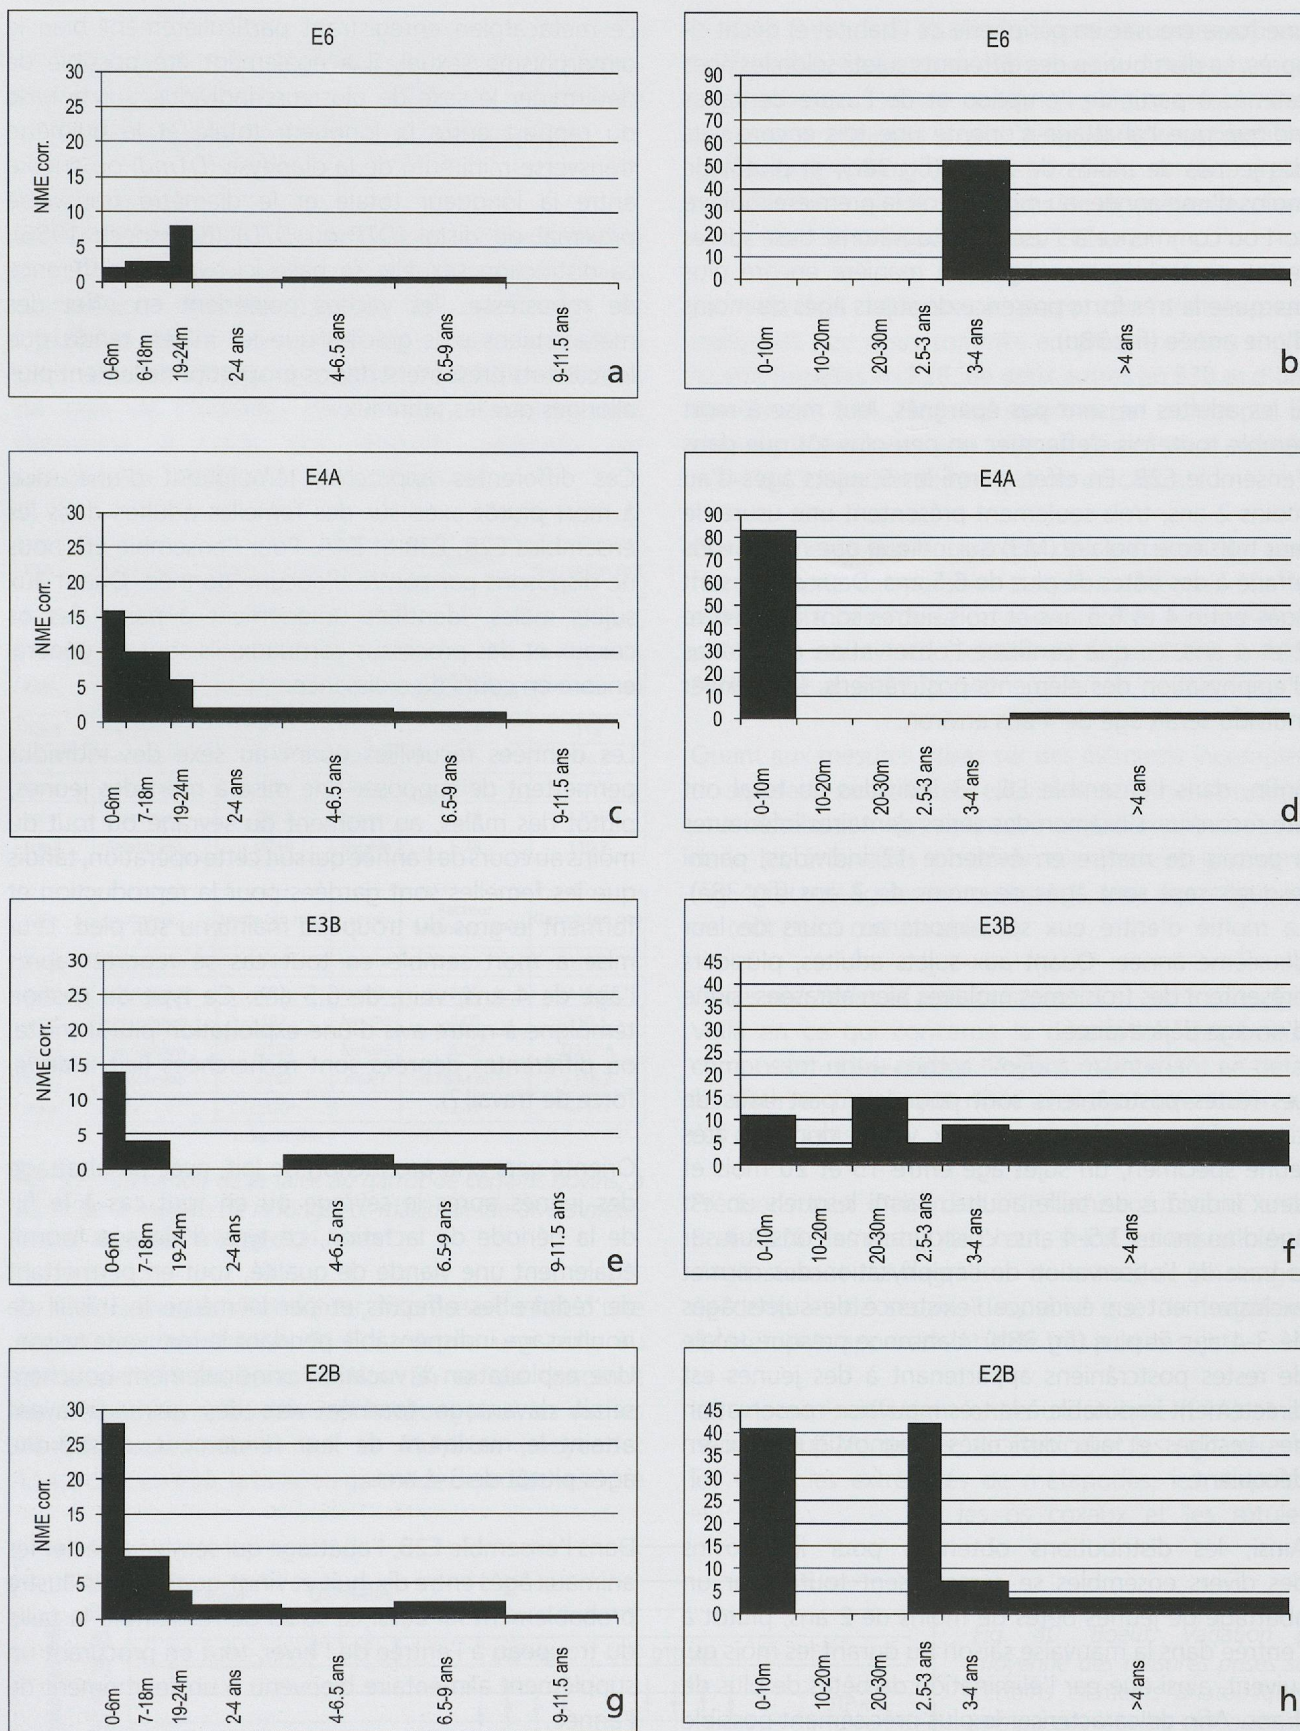 E6
30
25
20
15
10
5
0
NME corr.
0-6m
6-18m
19-24m
2-4 ans
4-6.5 ans
6.5-9 ans
9-11.5 ans
a
E6
90
80
70
60
50
40
30
20
10
0
0-10m
10-20m
20-30m
2.5-3 ans
3-4 ans
>4 ans
b
E4A
30
25
20
15
10
5
0
NME corr.
0-6m
7-18m
19-24m
2-4 ans
4-6.5 ans
6.5-9 ans
9-11.5 ans
c
E4A
90
80
70
60
50
40
30
20
10
0
0-10m
10-20m
20-30m
2.5-3 ans
3-4 ans
>4 ans
d
E3B
30
25
20
15
10
5
0
NME corr.
0-6m
7-18m
19-24m
2-4 ans
4-6.5 ans
6.5-9 ans
9-11.5 ans
e
E3B
45
40
35
30
25
20
15
10
5
0
0-10m
10-20m
20-30m
2.5-3 ans
3-4 ans
>4 ans
f
E2B
30
25
20
15
10
5
0
NME corr.
0-6m
7-18m
19-24m
2-4 ans
4-6.5 ans
6.5-9 ans
9-11.5 ans
g
E2B
45
40
35
30
25
20
15
10
5
0
0-10m
10-20m
20-30m
2.5-3 ans
3-4 ans
>4 ans
h